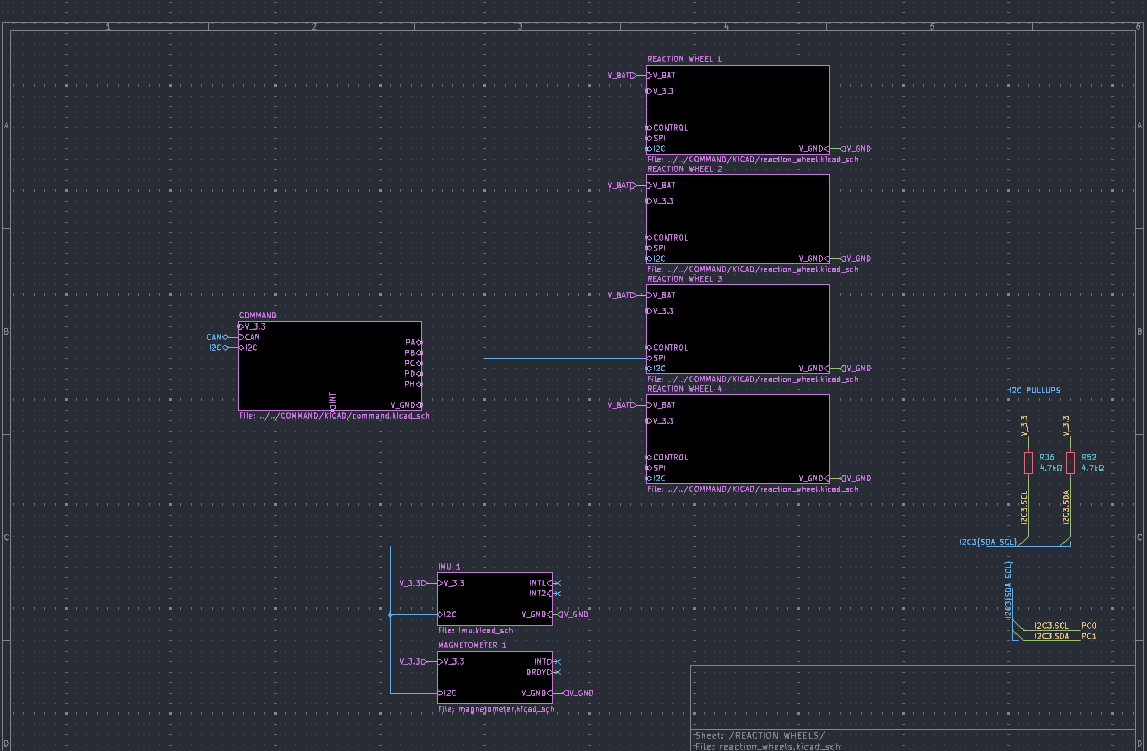 1 2 3 4 5 6
A A
B B
C C
D D
REACTION WHEEL 1
V_BAT V_BAT
V_3.3
CONTROL
SPI
I2C V_GND V_GND
File: ../../COMMAND/KICAD/reaction_wheel.kicad_sch
REACTION WHEEL 2
V_BAT V_BAT
V_3.3
CONTROL
SPI
I2C V_GND V_GND
File: ../../COMMAND/KICAD/reaction_wheel.kicad_sch
REACTION WHEEL 3
V_BAT V_BAT
V_3.3
CONTROL
SPI
I2C V_GND V_GND
File: ../../COMMAND/KICAD/reaction_wheel.kicad_sch
REACTION WHEEL 4
V_BAT V_BAT
V_3.3
CONTROL
SPI
I2C V_GND V_GND
File: ../../COMMAND/KICAD/reaction_wheel.kicad_sch
COMMAND
V_3.3
CAN CAN
I2C I2C
PA
PB
PC
PD
PH
INT
V_GND
File: ../../COMMAND/KICAD/command.kicad_sch
IMU 1
V_3.3 V_3.3 INT1
INT2
I2C V_GND V_GND
File: imu.kicad_sch
MAGNETOMETER 1
V_3.3 V_3.3 INT
DRDY
I2C V_GND V_GND
File: magnetometer.kicad_sch
I2C PULLUPS
V_3.3 V_3.3
R36 R52
4.7kΩ 4.7kΩ
I2C3.SCL I2C3.SDA
I2C3{SDA SCL}
I2C3{SDA SCL}
I2C3.SCL PC0
I2C3.SDA PC1
Sheet: /REACTION WHEELS/
File: reaction_wheels.kicad_sch